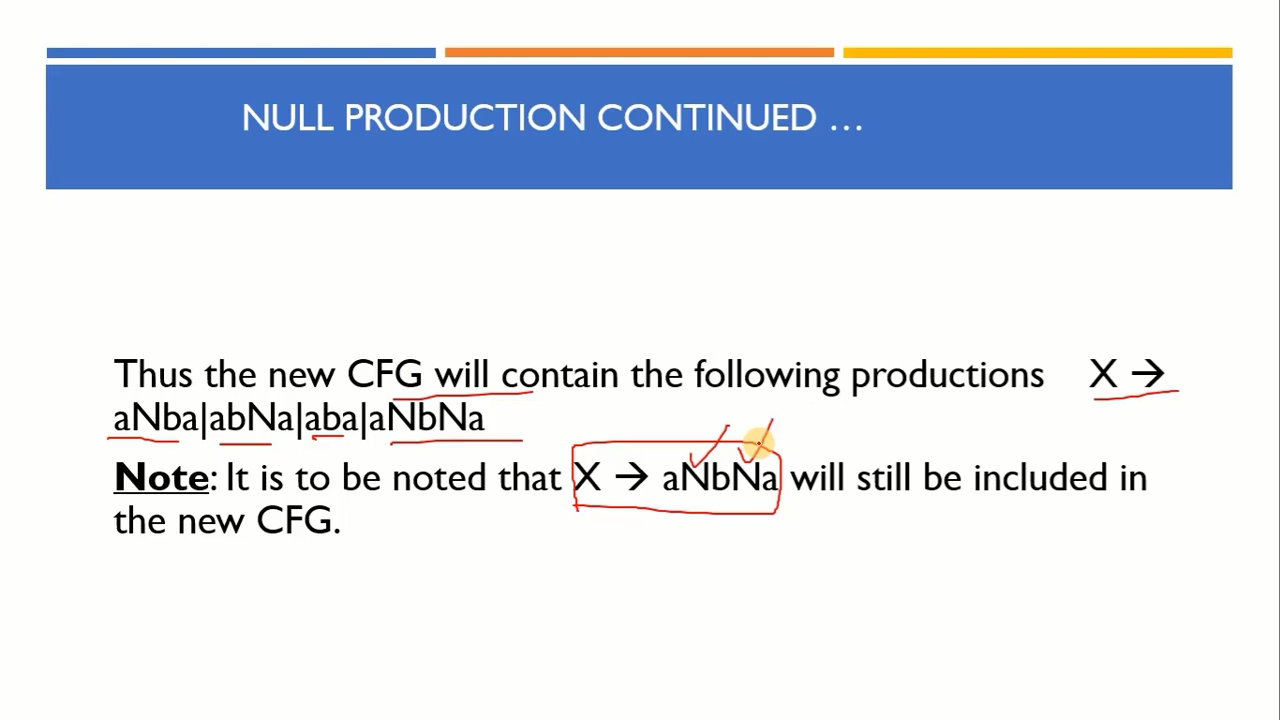 NULL PRODUCTION CONTINUED …
Thus the new CFG will contain the following productions X →
aNba|abNa|aba|aNbNa
Note: It is to be noted that X → aNbNa will still be included in
the new CFG.